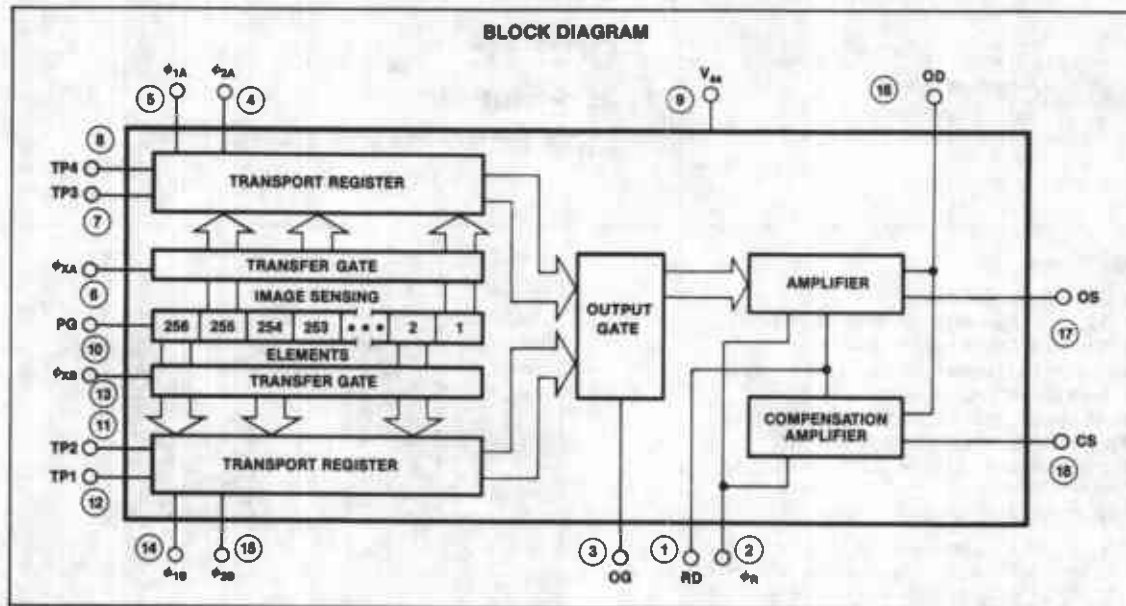 BLOCK DIAGRAM
ϕ1A
ϕ2A
5
4
VSS
9
OD
8
TP4
TP3
7
TRANSPORT REGISTER
ϕXA
6
TRANSFER GATE
IMAGE SENSING
PG
10
256 255 254 253 • • • 2 1
ELEMENTS
ϕXB
13
TRANSFER GATE
11
TP2
TP1
12
TRANSPORT REGISTER
OUTPUT
GATE
AMPLIFIER
OS
17
COMPENSATION
AMPLIFIER
CS
14
ϕ1B
15
ϕ2B
3
OG
1
RD
2
ϕR